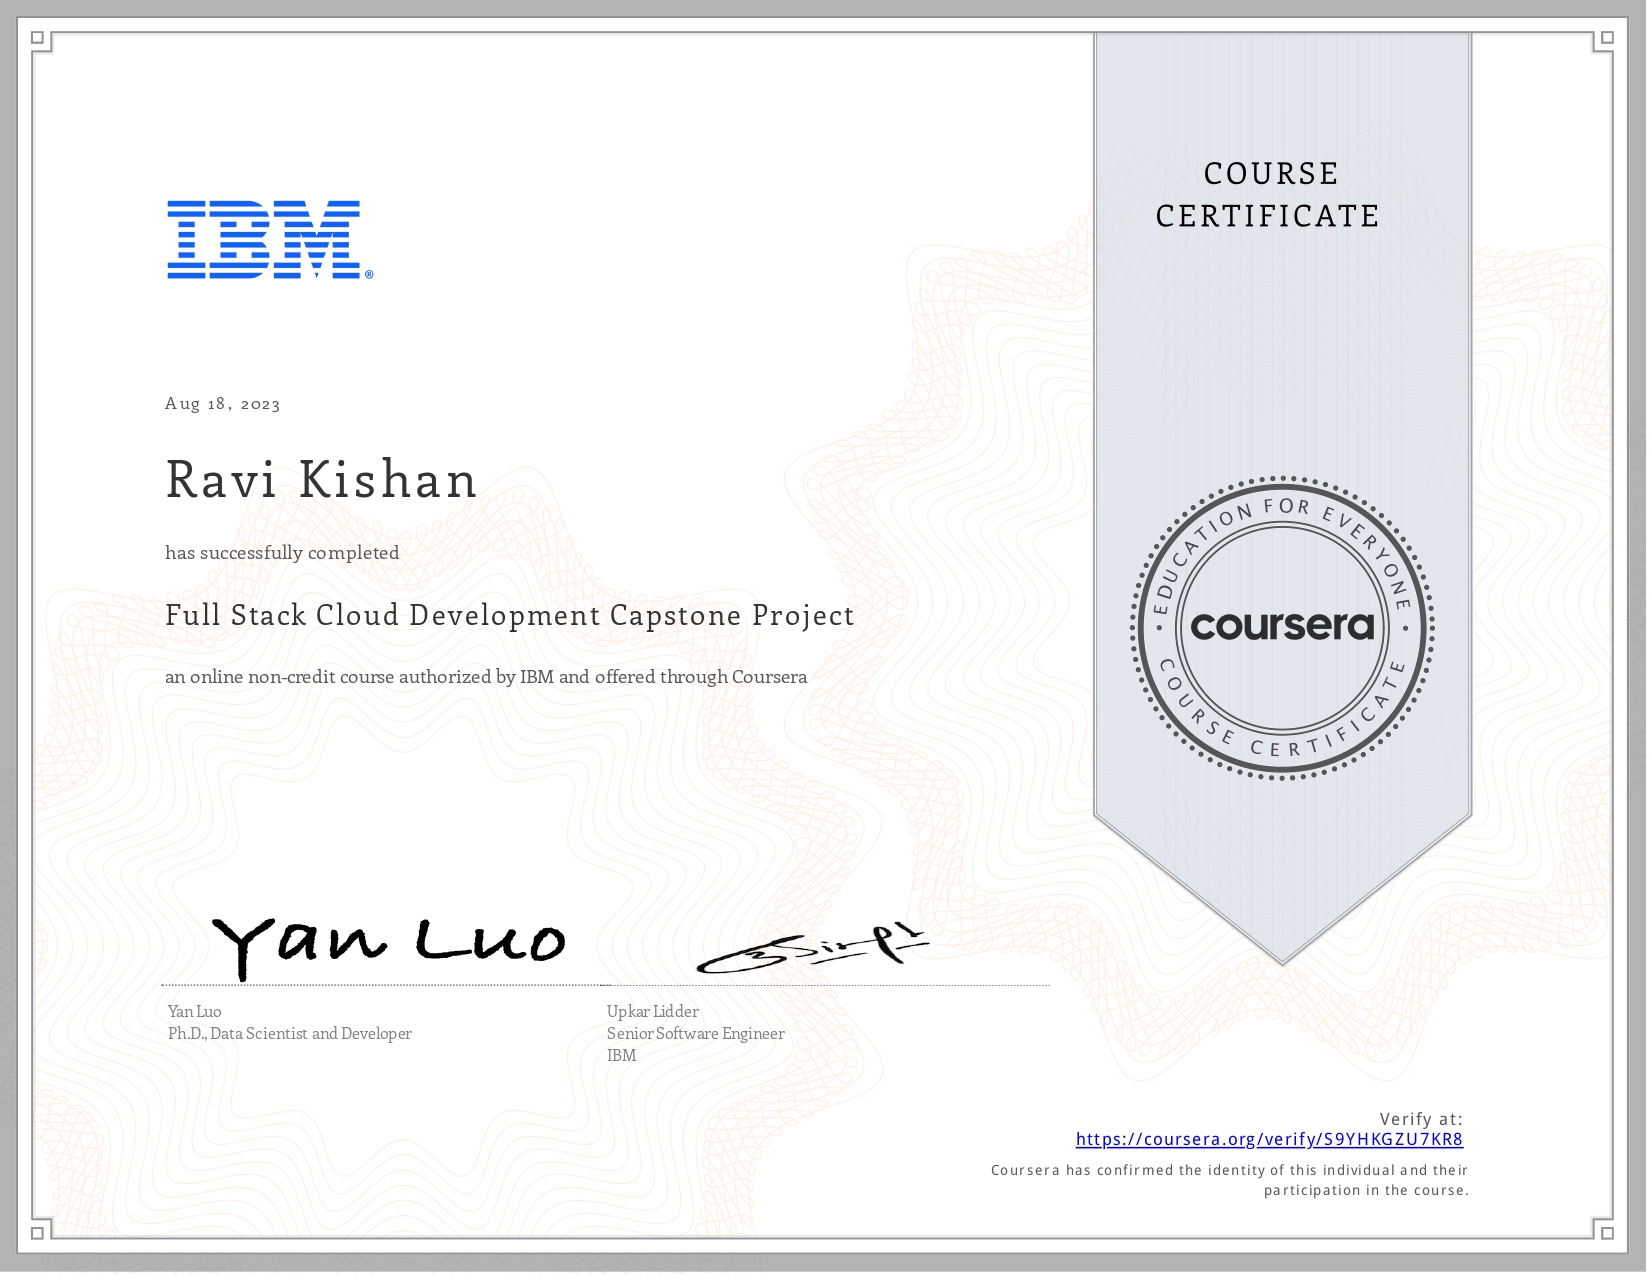 COURSE
CERTIFICATE
IBM®
Aug 18, 2023
Ravi Kishan
has successfully completed
Full Stack Cloud Development Capstone Project
an online non-credit course authorized by IBM and offered through Coursera
EDUCATION FOR EVERYONE
coursera
COURSE CERTIFICATE
Yan Luo
Yan Luo
Ph.D., Data Scientist and Developer
Upkar Lidder
Senior Software Engineer
IBM
Verify at:
https://coursera.org/verify/S9YHKGZU7KR8
Coursera has confirmed the identity of this individual and their
participation in the course.